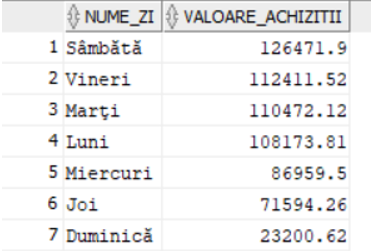 NUME_ZI VALOARE_ACHIZITII
1 Sâmbătă 126471.9
2 Vineri 112411.52
3 Marţi 110472.12
4 Luni 108173.81
5 Miercuri 86959.5
6 Joi 71594.26
7 Duminică 23200.62